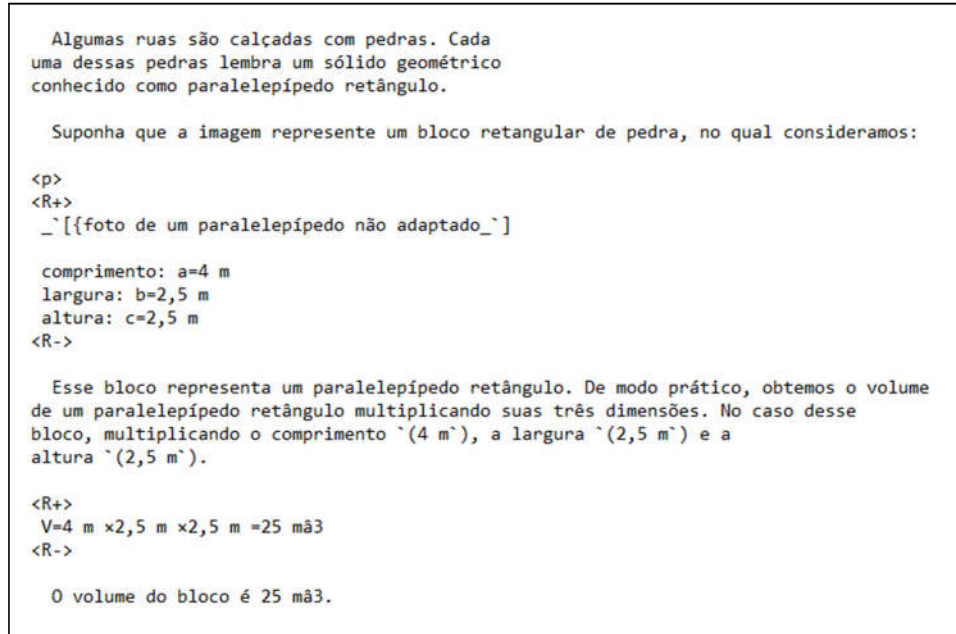 Algumas ruas são calçadas com pedras. Cada
uma dessas pedras lembra um sólido geométrico
conhecido como paralelepípedo retângulo.
Suponha que a imagem represente um bloco retangular de pedra, no qual consideramos:
<p>
<R+>
_`[{foto de um paralelepípedo não adaptado_`]
comprimento: a=4 m
largura: b=2,5 m
altura: c=2,5 m
<R->
Esse bloco representa um paralelepípedo retângulo. De modo prático, obtemos o volume
de um paralelepípedo retângulo multiplicando suas três dimensões. No caso desse
bloco, multiplicando o comprimento `(4 m`), a largura `(2,5 m`) e a
altura `(2,5 m`).
<R+>
V=4 m ×2,5 m ×2,5 m =25 mâ3
<R->
O volume do bloco é 25 mâ3.